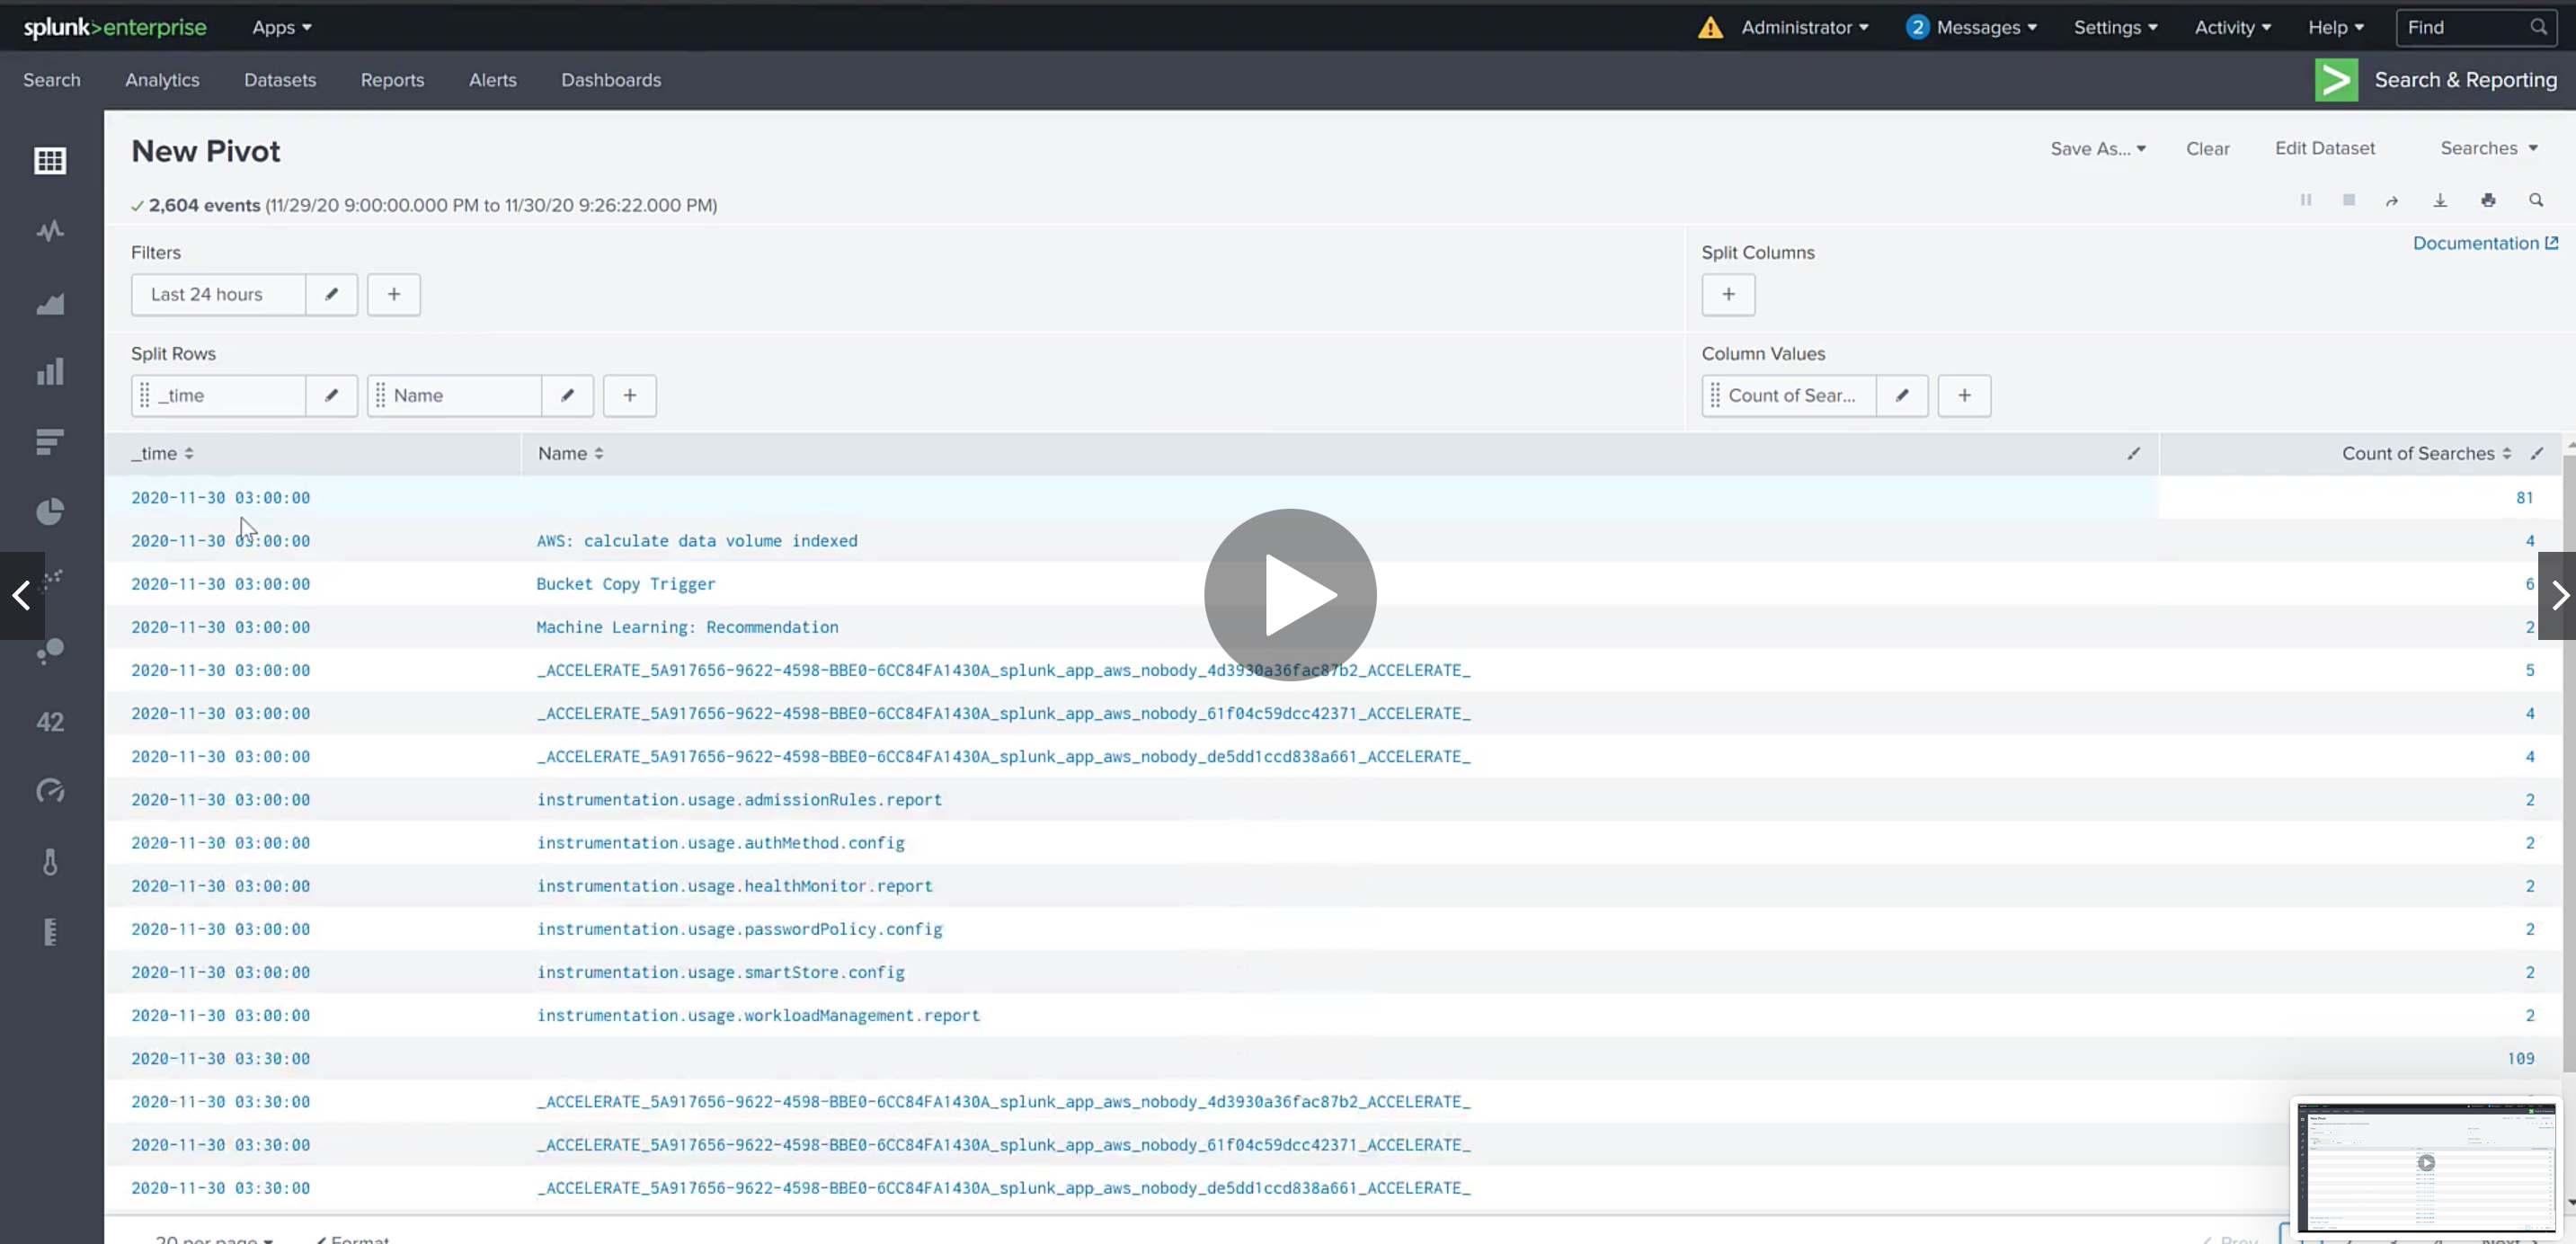 splunk>enterprise Apps Administrator 2 Messages Settings Activity Help Find
Search Analytics Datasets Reports Alerts Dashboards Search & Reporting
New Pivot Save As... Clear Edit Dataset Searches
2,604 events (11/29/20 9:00:00.000 PM to 11/30/20 9:26:22.000 PM)
Documentation
Filters Split Columns
Last 24 hours + +
Split Rows Column Values
_time Name + Count of Sear... +
_time Name Count of Searches
2020-11-30 03:00:00 81
2020-11-30 03:00:00 AWS: calculate data volume indexed 4
2020-11-30 03:00:00 Bucket Copy Trigger 6
2020-11-30 03:00:00 Machine Learning: Recommendation 2
2020-11-30 03:00:00 _ACCELERATE_5A917656-9622-4598-BBE0-6CC84FA1430A_splunk_app_aws_nobody_4d3930a36fac87b2_ACCELERATE_ 5
2020-11-30 03:00:00 _ACCELERATE_5A917656-9622-4598-BBE0-6CC84FA1430A_splunk_app_aws_nobody_61f04c59dcc42371_ACCELERATE_ 4
2020-11-30 03:00:00 _ACCELERATE_5A917656-9622-4598-BBE0-6CC84FA1430A_splunk_app_aws_nobody_de5dd1ccd838a661_ACCELERATE_ 4
2020-11-30 03:00:00 instrumentation.usage.admissionRules.report 2
2020-11-30 03:00:00 instrumentation.usage.authMethod.config 2
2020-11-30 03:00:00 instrumentation.usage.healthMonitor.report 2
2020-11-30 03:00:00 instrumentation.usage.passwordPolicy.config 2
2020-11-30 03:00:00 instrumentation.usage.smartStore.config 2
2020-11-30 03:00:00 instrumentation.usage.workloadManagement.report 2
2020-11-30 03:30:00 109
2020-11-30 03:30:00 _ACCELERATE_5A917656-9622-4598-BBE0-6CC84FA1430A_splunk_app_aws_nobody_4d3930a36fac87b2_ACCELERATE_
2020-11-30 03:30:00 _ACCELERATE_5A917656-9622-4598-BBE0-6CC84FA1430A_splunk_app_aws_nobody_61f04c59dcc42371_ACCELERATE_
2020-11-30 03:30:00 _ACCELERATE_5A917656-9622-4598-BBE0-6CC84FA1430A_splunk_app_aws_nobody_de5dd1ccd838a661_ACCELERATE_
42
20 per page Format Prev Next